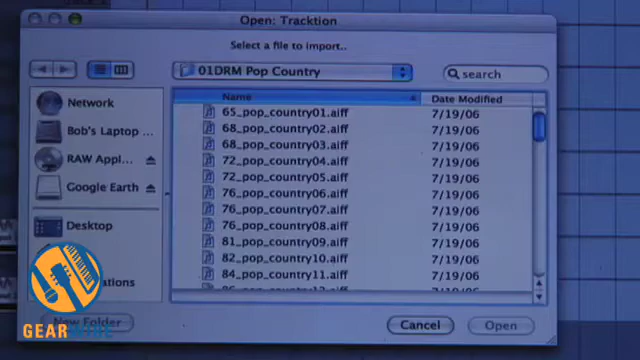 Open: Tracktion
Select a file to import..
01DRM Pop Country
search
Name
Date Modified
Network
Bob's Laptop ...
RAW Appl...
Google Earth
Desktop
65_pop_country01.aiff 7/19/06
68_pop_country02.aiff 7/19/06
68_pop_country03.aiff 7/19/06
72_pop_country04.aiff 7/19/06
72_pop_country05.aiff 7/19/06
76_pop_country06.aiff 7/19/06
76_pop_country07.aiff 7/19/06
76_pop_country08.aiff 7/19/06
81_pop_country09.aiff 7/19/06
82_pop_country10.aiff 7/19/06
84_pop_country11.aiff 7/19/06
New Folder
Cancel
Open
GEARWIRE